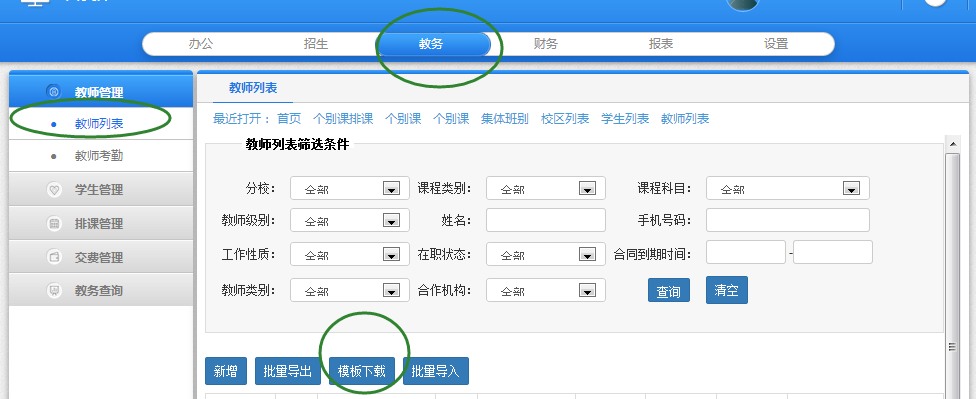 办公 招生 教务 财务 报表 设置
教师管理
教师列表
教师考勤
学生管理
排课管理
交费管理
教务查询
教师列表
最近打开： 首页 个别课排课 个别课 个别课 集体班别 校区列表 学生列表 教师列表
教师列表筛选条件
分校： 全部 课程类别： 全部 课程科目： 全部
教师级别： 全部 姓名： 手机号码：
工作性质： 全部 在职状态： 全部 合同到期时间： -
教师类别： 全部 合作机构： 全部 查询 清空
新增 批量导出 模板下载 批量导入